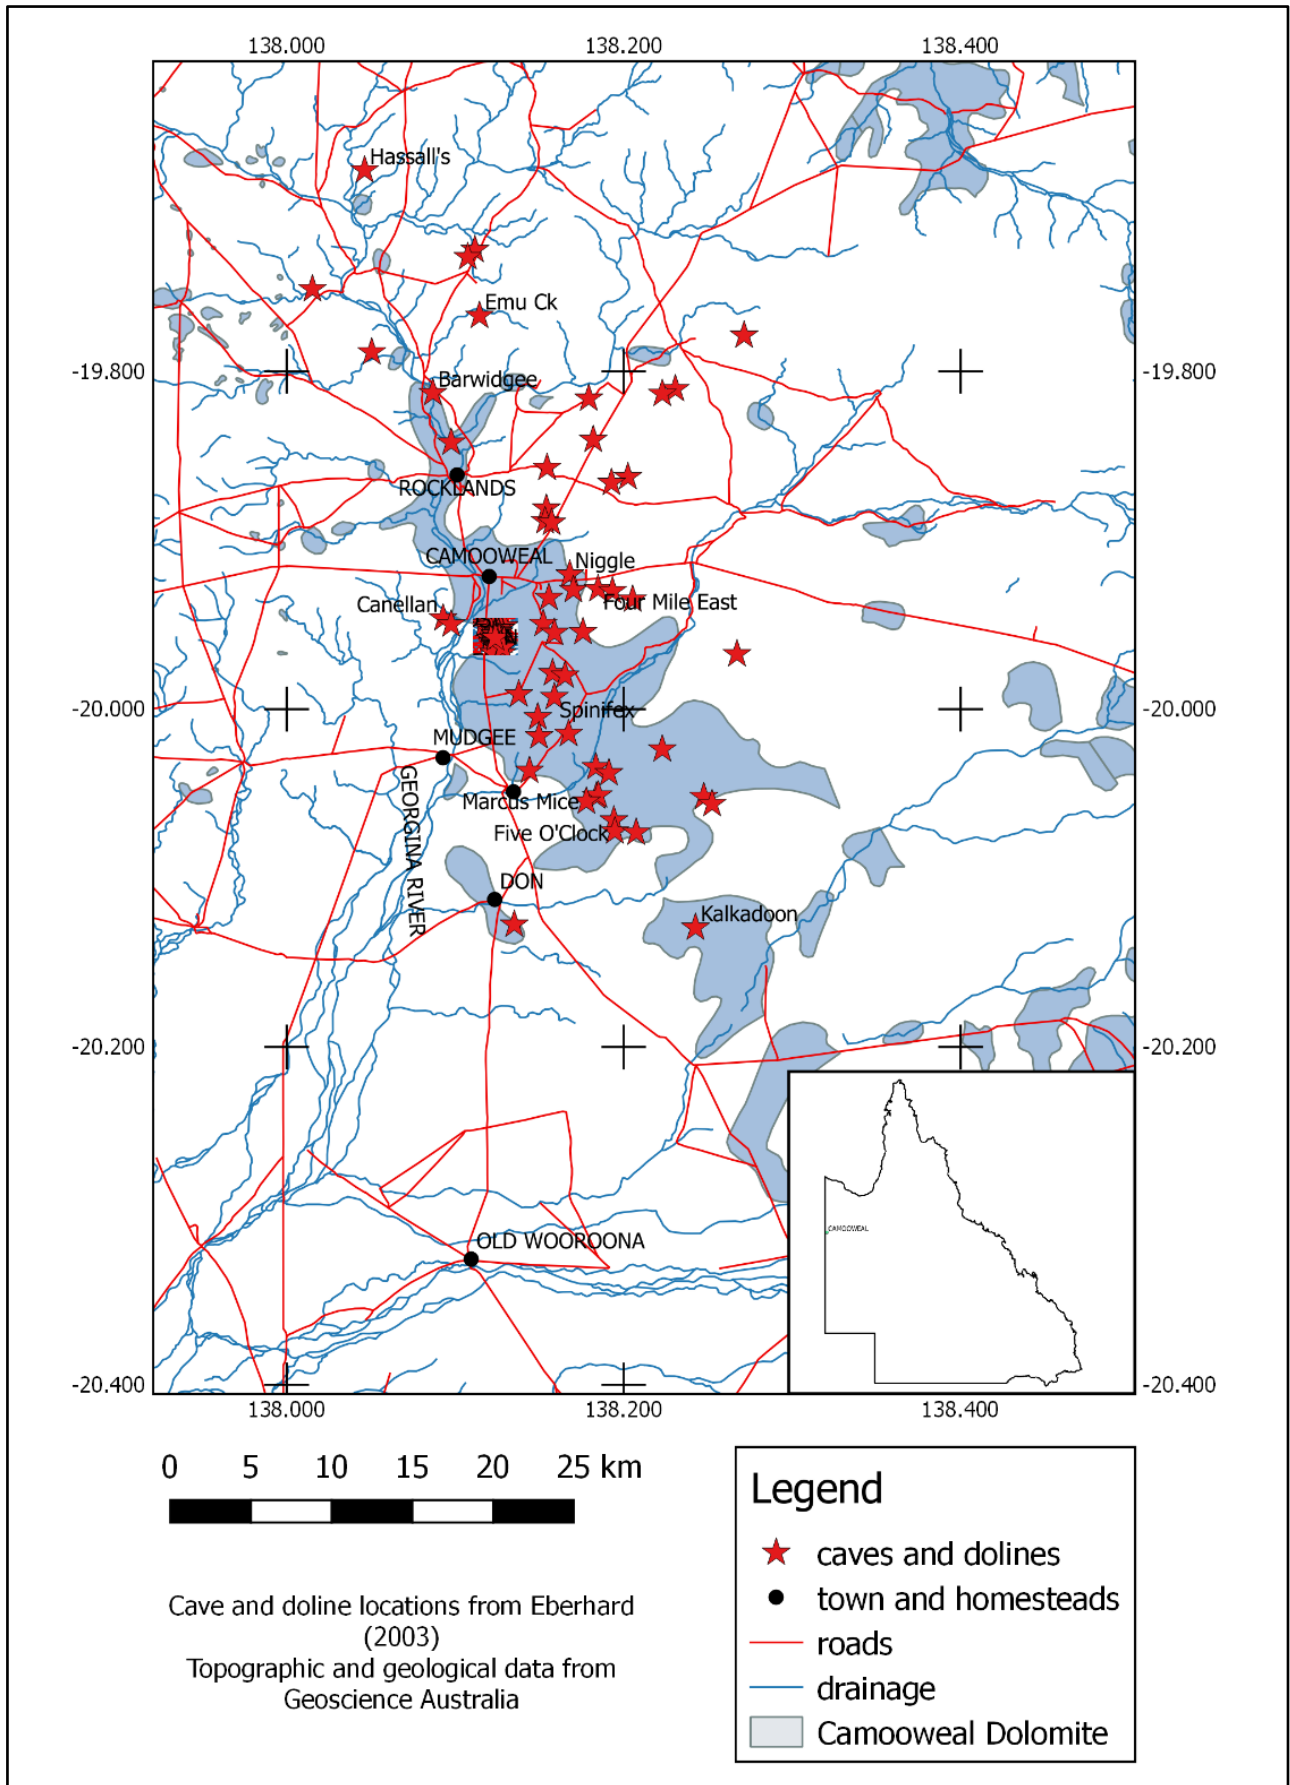 138.000 138.200 138.400
Hassall's
Emu Ck
-19.800 -19.800
Barwidgee
ROCKLANDS
CAMOOWEAL
Niggle
Canellan
Four Mile East
-20.000 -20.000
Spinifex
MUDGEE
GEORGINA RIVER
Marcus Mice
Five O'Clock
DON
Kalkadoon
-20.200 -20.200
CAMOOWEAL
OLD WOOROONA
-20.400 -20.400
138.000 138.200 138.400
0 5 10 15 20 25 km
Legend
caves and dolines
town and homesteads
roads
drainage
Camooweal Dolomite
Cave and doline locations from Eberhard
(2003)
Topographic and geological data from
Geoscience Australia